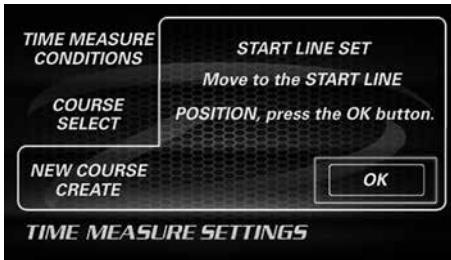 TIME MEASURE
CONDITIONS
COURSE
SELECT
NEW COURSE
CREATE
START LINE SET
Move to the START LINE
POSITION, press the OK button.
OK
TIME MEASURE SETTINGS